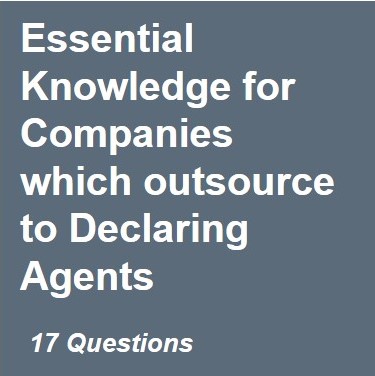 Essential
Knowledge for
Companies
which outsource
to Declaring
Agents
17 Questions